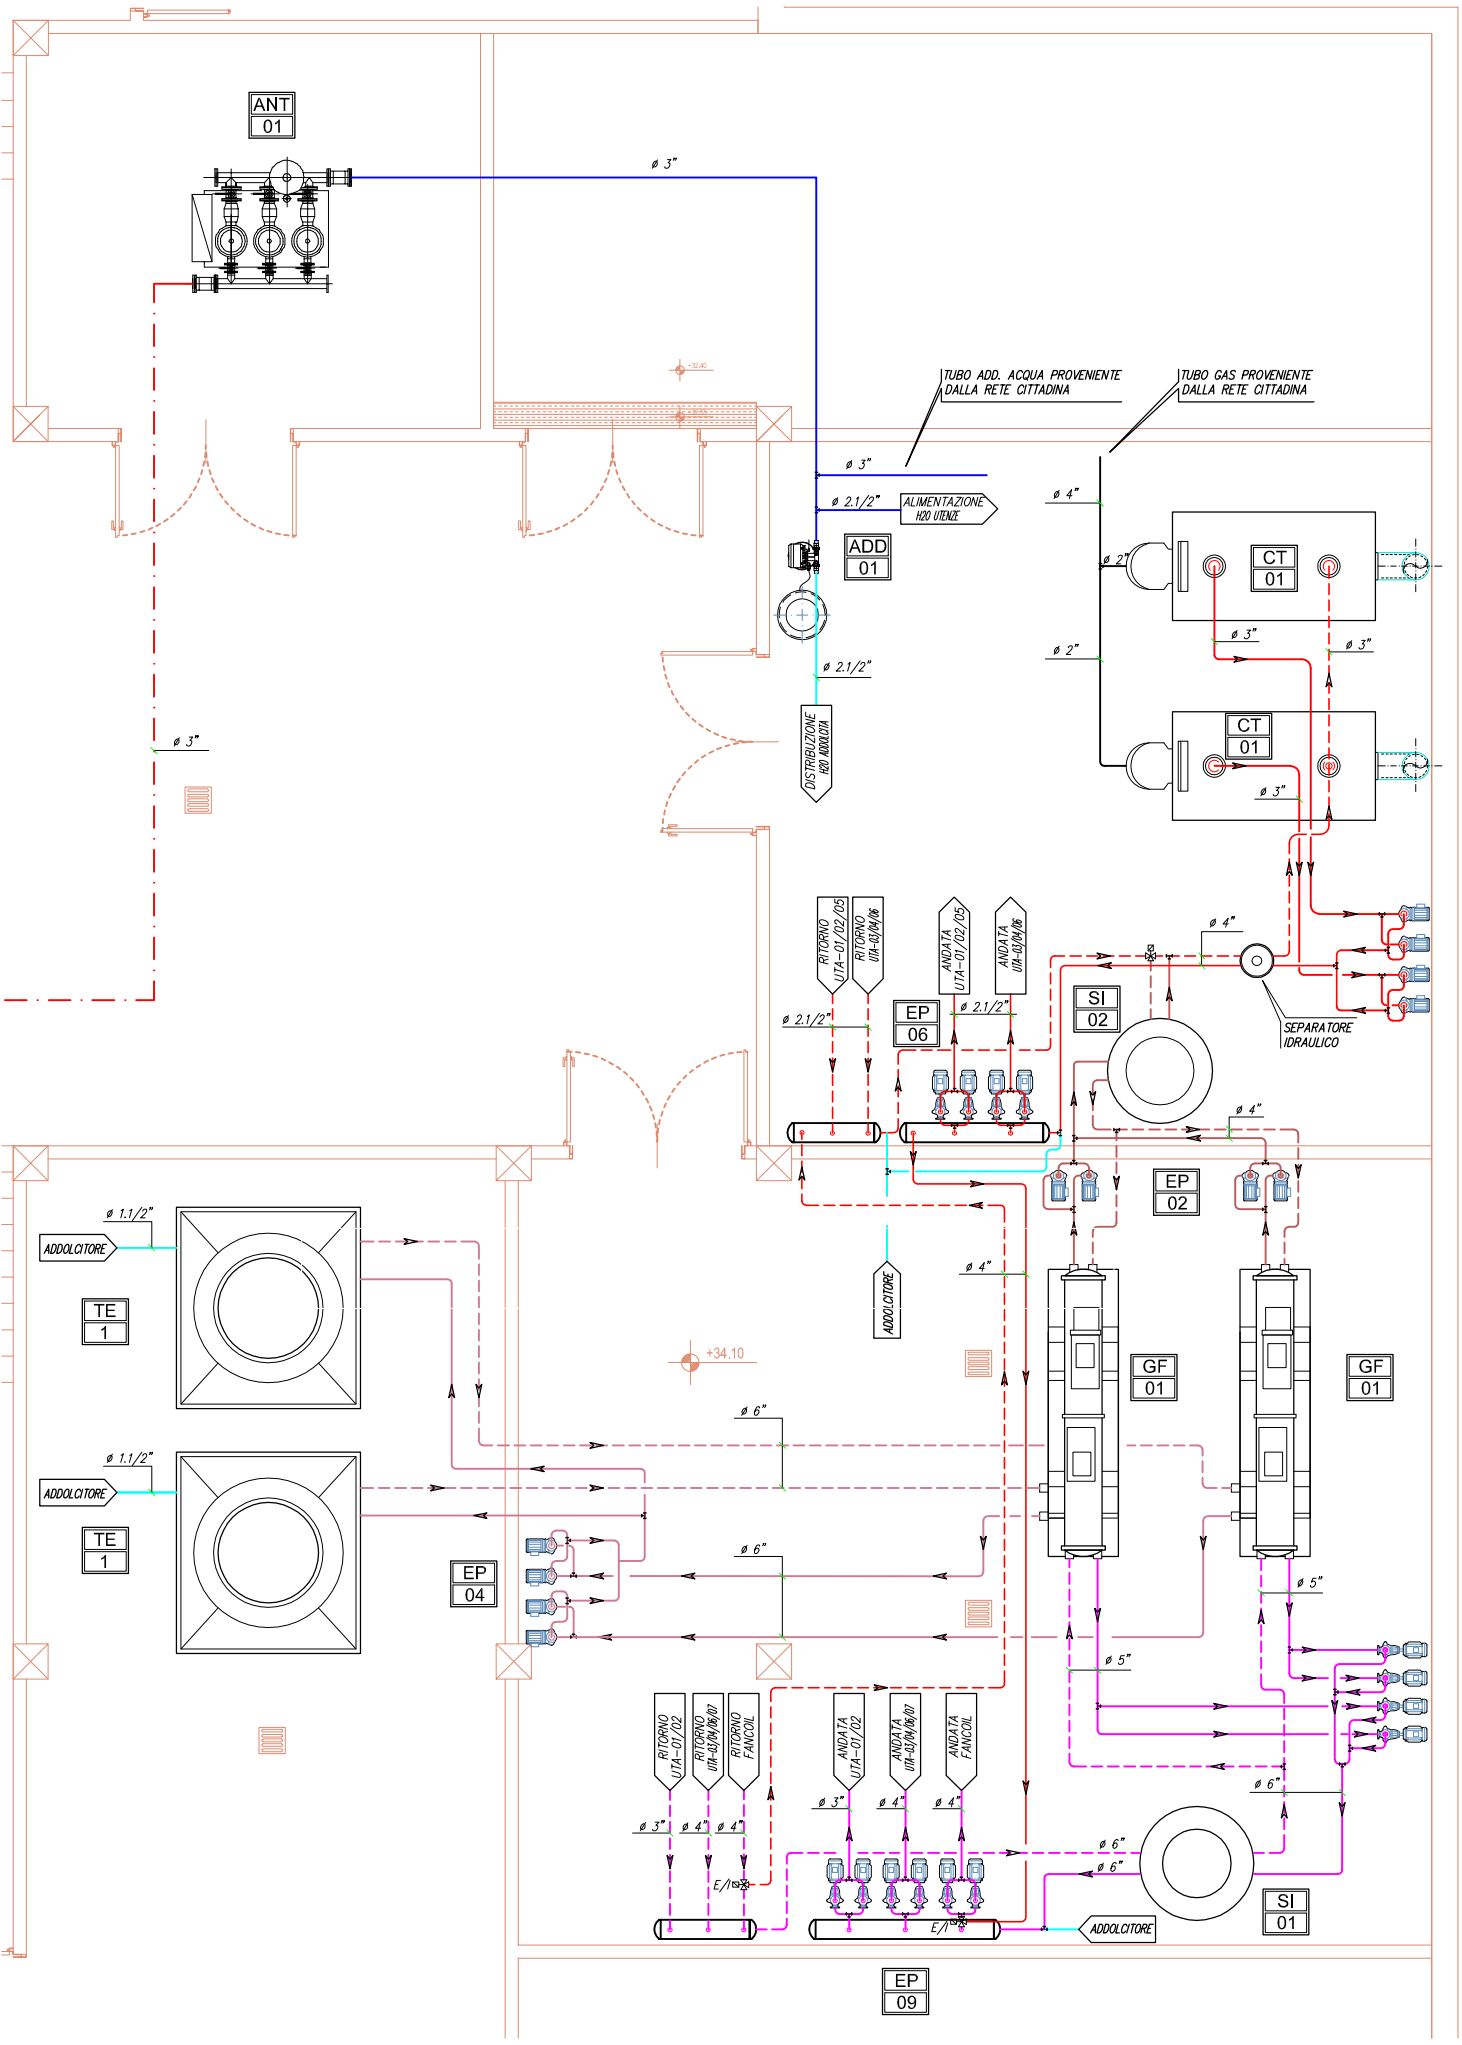 ANT
01
ø 3"
+32.40
TUBO ADD. ACQUA PROVENIENTE
DALLA RETE CITTADINA
TUBO GAS PROVENIENTE
DALLA RETE CITTADINA
ø 3"
ø 2.1/2"
ALIMENTAZIONE
H20 UTENZE
ø 4"
ADD
01
ø 2"
CT
01
ø 3"
ø 3"
ø 2"
ø 2.1/2"
DISTRIBUZIONE
H20 ADDOLCITA
CT
01
ø 3"
ø 3"
RITORNO
UTA-01/02/05
RITORNO
UTA-03/04/06
ANDATA
UTA-01/02/05
ANDATA
UTA-03/04/06
ø 4"
ø 2.1/2"
EP
06
ø 2.1/2"
SI
02
SEPARATORE
IDRAULICO
ø 4"
EP
02
ø 1.1/2"
ADDOLCITORE
TE
1
ADDOLCITORE
ø 4"
+34.10
GF
01
GF
01
ø 6"
ø 1.1/2"
ADDOLCITORE
TE
1
EP
04
ø 6"
ø 5"
ø 5"
RITORNO
UTA-01/02
RITORNO
UTA-03/04/06/07
RITORNO
FANCOIL
ANDATA
UTA-01/02
ANDATA
UTA-03/04/06/07
ANDATA
FANCOIL
ø 3"
ø 4"
ø 4"
ø 6"
ø 3"
ø 4"
ø 4"
ø 6"
ø 6"
E/I
E/I
ADDOLCITORE
SI
01
EP
09